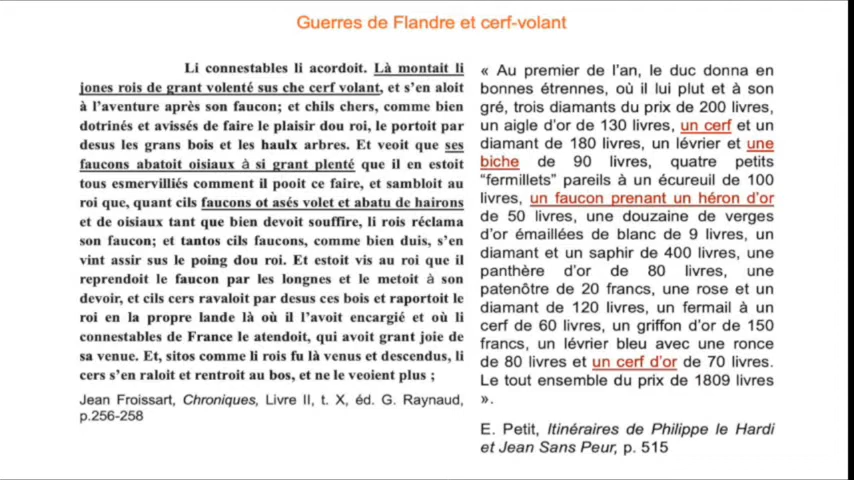 Guerres de Flandre et cerf-volant
Li connestables li acordoit. Là montait li
jones rois de grant volenté sus che cerf volant, et s'en aloit
à l'aventure après son faucon; et chils chers, comme bien
dotrinés et avissés de faire le plaisir dou roi, le portoit par
desus les grans bois et les haulx arbres. Et veoit que ses
faucons abatoit oisiaux à si grant plenté que il en estoit
tous esmervilliés comment il pooit ce faire, et sambloit au
roi que, quant cils faucons ot asés volet et abatu de hairons
et de oisiaux tant que bien devoit souffire, li rois réclama
son faucon; et tantos cils faucons, comme bien duis, s'en
vint assir sus le poing dou roi. Et estoit vis au roi que il
reprendoit le faucon par les longnes et le metoit à son
devoir, et cils cers ravaloit par desus ces bois et raportoit le
roi en la propre lande là où il l'avoit encargié et où li
connestables de France le atendoit, qui avoit grant joie de
sa venue. Et, sitos comme li rois fu là venus et descendus, li
cers s'en raloit et rentroit au bos, et ne le veoient plus ;
Jean Froissart, Chroniques, Livre II, t. X, éd. G. Raynaud,
p.256-258
« Au premier de l'an, le duc donna en
bonnes étrennes, où il lui plut et à son
gré, trois diamants du prix de 200 livres,
un aigle d'or de 130 livres, un cerf et un
diamant de 180 livres, un lévrier et une
biche de 90 livres, quatre petits
"fermillets" pareils à un écureuil de 100
livres, un faucon prenant un héron d'or
de 50 livres, une douzaine de verges
d'or émaillées de blanc de 9 livres, un
diamant et un saphir de 400 livres, une
panthère d'or de 80 livres, une
patenôtre de 20 francs, une rose et un
diamant de 120 livres, un fermail à un
cerf de 60 livres, un griffon d'or de 150
francs, un lévrier bleu avec une ronce
de 80 livres et un cerf d'or de 70 livres.
Le tout ensemble du prix de 1809 livres
».
E. Petit, Itinéraires de Philippe le Hardi
et Jean Sans Peur, p. 515